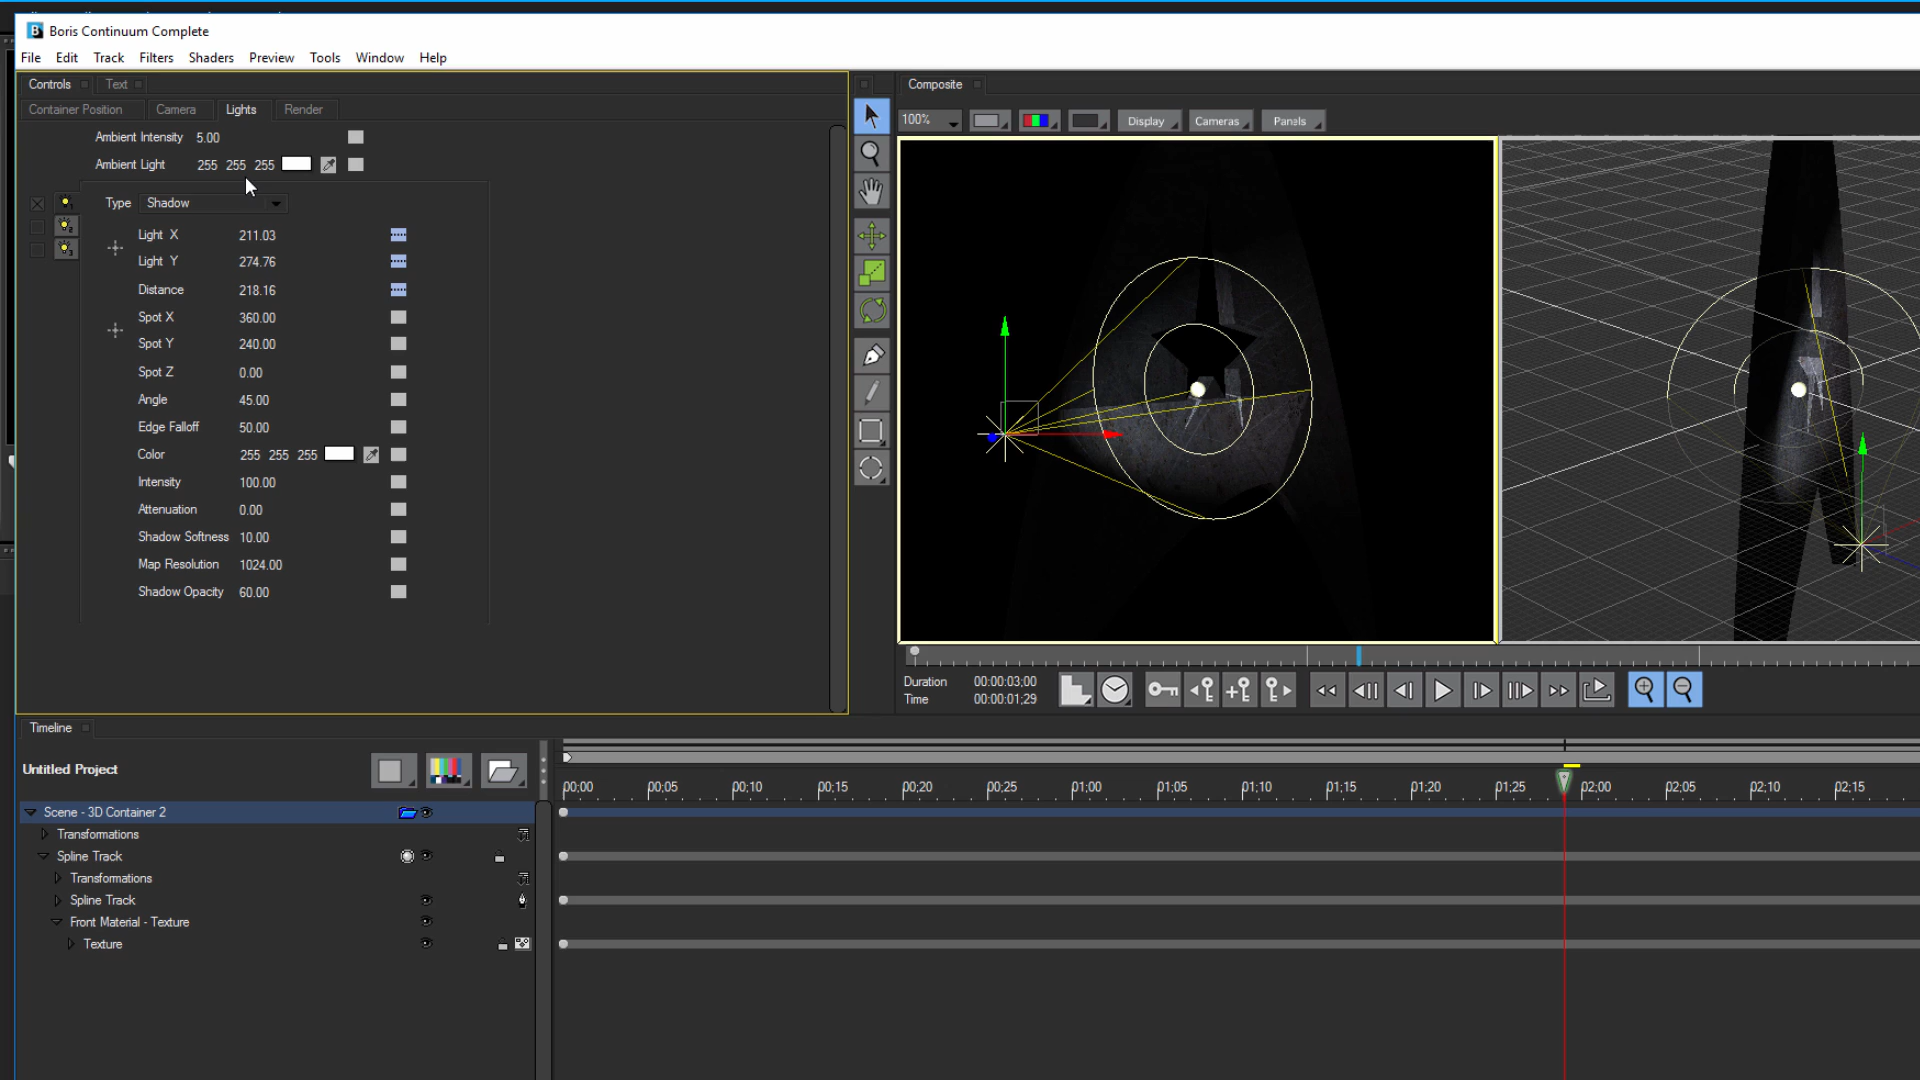 Boris Continuum Complete
File Edit Track Filters Shaders Preview Tools Window Help
Controls Text
Container Position Camera Lights Render
Ambient Intensity 5.00
Ambient Light 255 255 255
Type Shadow
Light X 211.03
Light Y 274.76
Distance 218.16
Spot X 360.00
Spot Y 240.00
Spot Z 0.00
Angle 45.00
Edge Falloff 50.00
Color 255 255 255
Intensity 100.00
Attenuation 0.00
Shadow Softness 10.00
Map Resolution 1024.00
Shadow Opacity 60.00
Composite
100% Display Cameras Panels
Duration 00:00:03;00
Time 00:00:01;29
Timeline
Untitled Project
00;00 00;05 00;10 00;15 00;20 00;25 01;00 01;05 01;10 01;15 01;20 01;25 02;00 02;05 02;10 02;15
Scene - 3D Container 2
Transformations
Spline Track
Transformations
Spline Track
Front Material - Texture
Texture